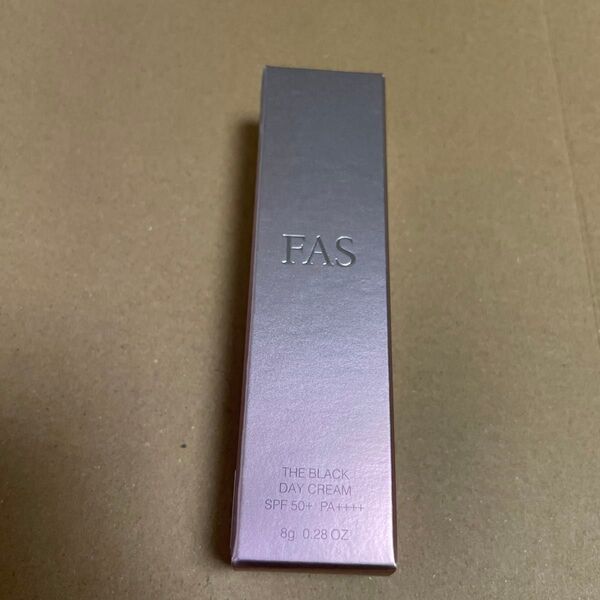 FAS
THE BLACK
DAY CREAM
SPF 50+ PA++++
8g 0.28 OZ